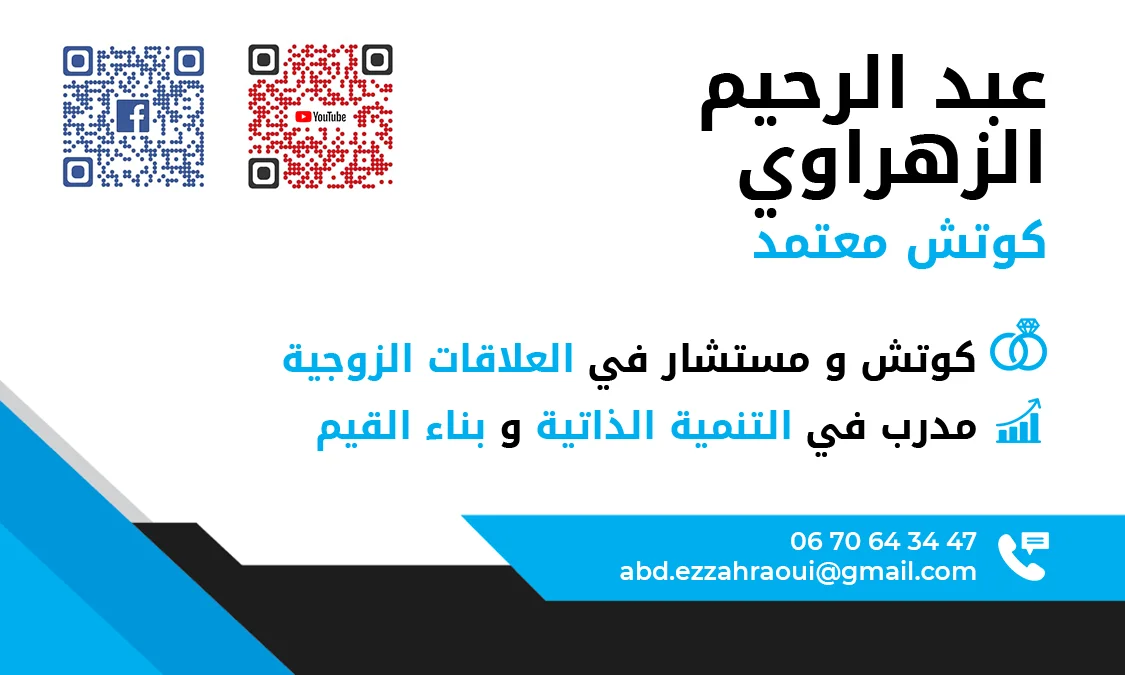 YouTube
عبد الرحيم
الزهراوي
كوتش معتمد
كوتش و مستشار في العلاقات الزوجية
مدرب في التنمية الذاتية و بناء القيم
06 70 64 34 47
abd.ezzahraoui@gmail.com